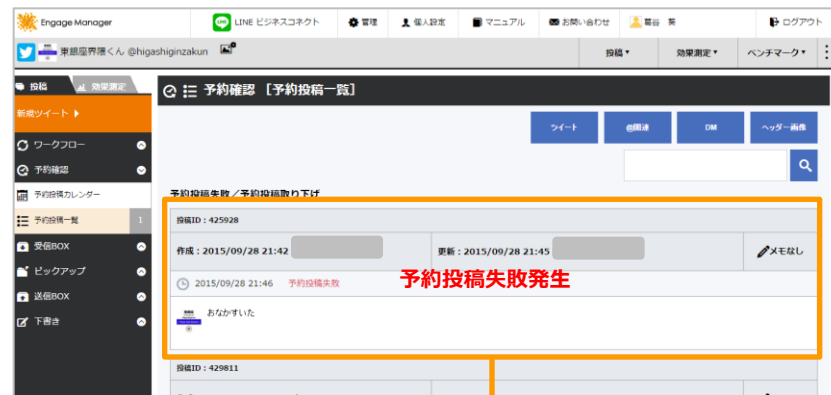 Engage Manager
LINE ビジネスコネクト
管理
個人設定
マニュアル
お問い合わせ
葛谷 葵
ログアウト
東銀座界隈くん @higashiginzakun
投稿▼
効果測定▼
ベンチマーク▼
投稿
効果測定
予約確認 [予約投稿一覧]
新規ツイート
ツイート
@関連
DM
ヘッダー画像
ワークフロー
予約確認
予約投稿カレンダー
予約投稿失敗/予約投稿取り下げ
予約投稿一覧 1
投稿ID : 425928
受信BOX
作成 : 2015/09/28 21:42
更新 : 2015/09/28 21:45
メモなし
ピックアップ
2015/09/28 21:46 予約投稿失敗
予約投稿失敗発生
送信BOX
おなかすいた
下書き
投稿ID : 429811